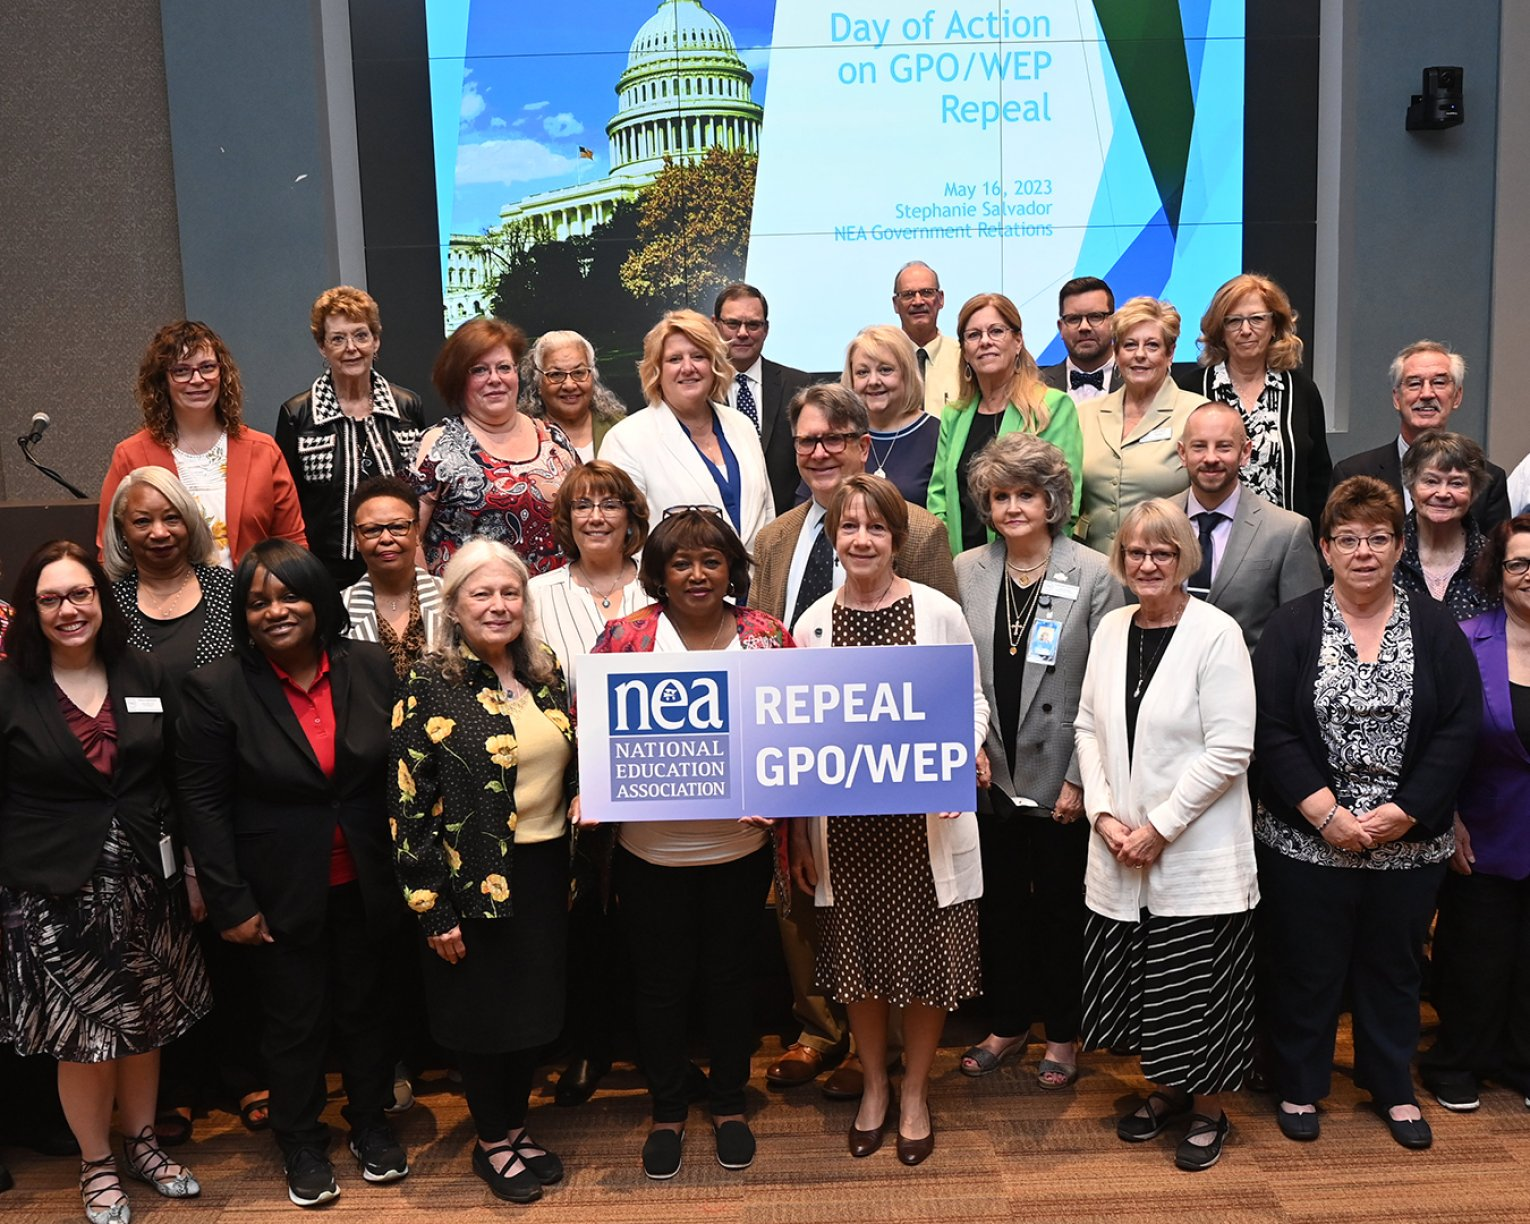 Day of Action
on GPO/WEP
Repeal
May 16, 2023
Stephanie Salvador
NEA Government Relations
nea
NATIONAL
EDUCATION
ASSOCIATION
REPEAL
GPO/WEP